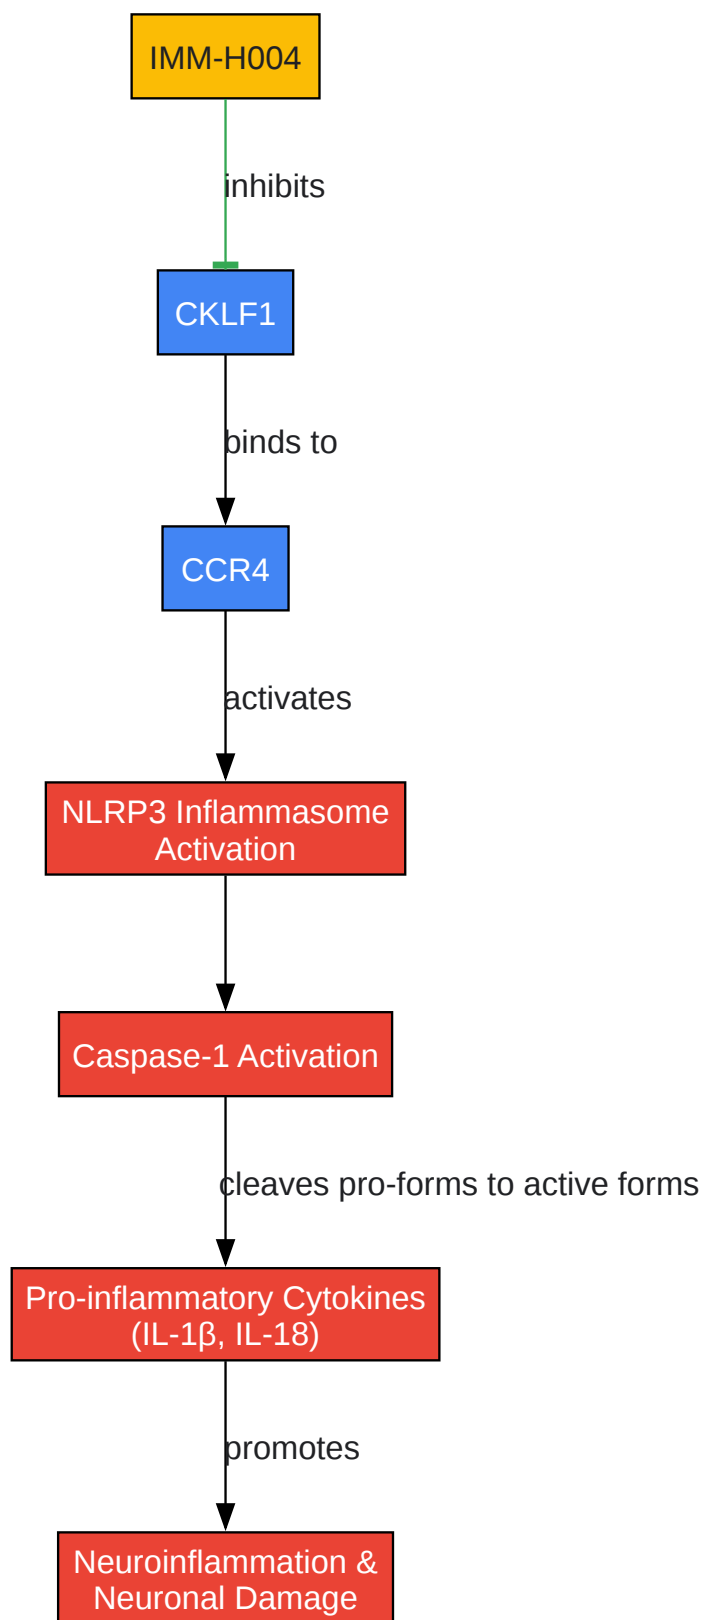 IMM-H004
inhibits
CKLF1
binds to
CCR4
activates
NLRP3 Inflammasome
Activation
Caspase-1 Activation
cleaves pro-forms to active forms
Pro-inflammatory Cytokines
(IL-1β, IL-18)
promotes
Neuroinflammation &
Neuronal Damage